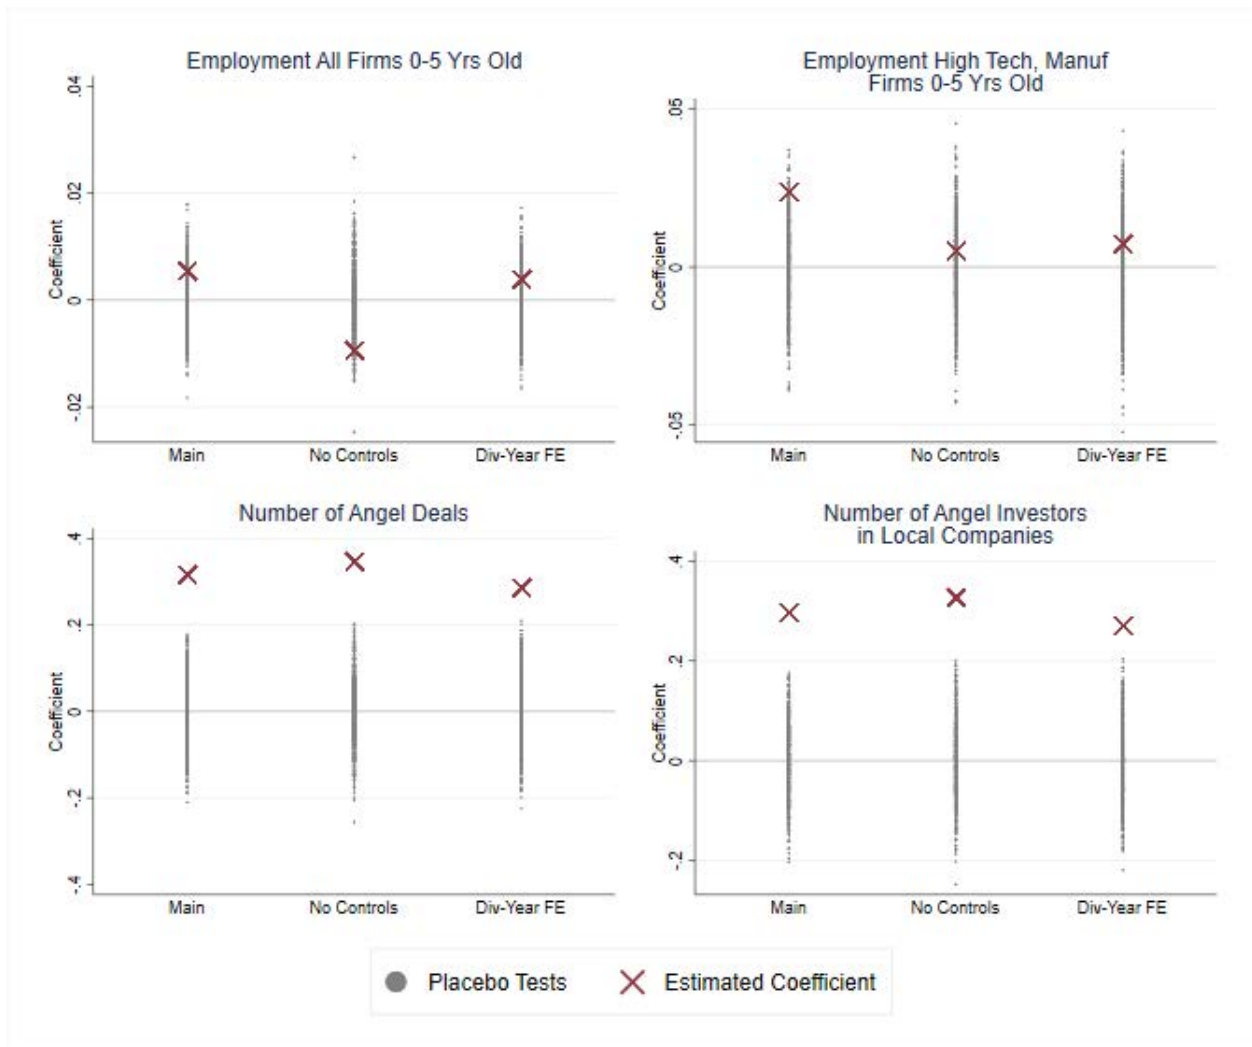 Employment All Firms 0-5 Yrs Old
.04
.02
0
-.02
Coefficient
Main No Controls Div-Year FE
Employment High Tech, Manuf
Firms 0-5 Yrs Old
.05
0
-.05
Coefficient
Main No Controls Div-Year FE
Number of Angel Deals
.4
.2
0
-.2
-.4
Coefficient
Main No Controls Div-Year FE
Number of Angel Investors
in Local Companies
.4
.2
0
-.2
Coefficient
Main No Controls Div-Year FE
Placebo Tests Estimated Coefficient